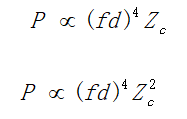 P ∝ (fd)⁴ Z_c
P ∝ (fd)⁴ Z_c²